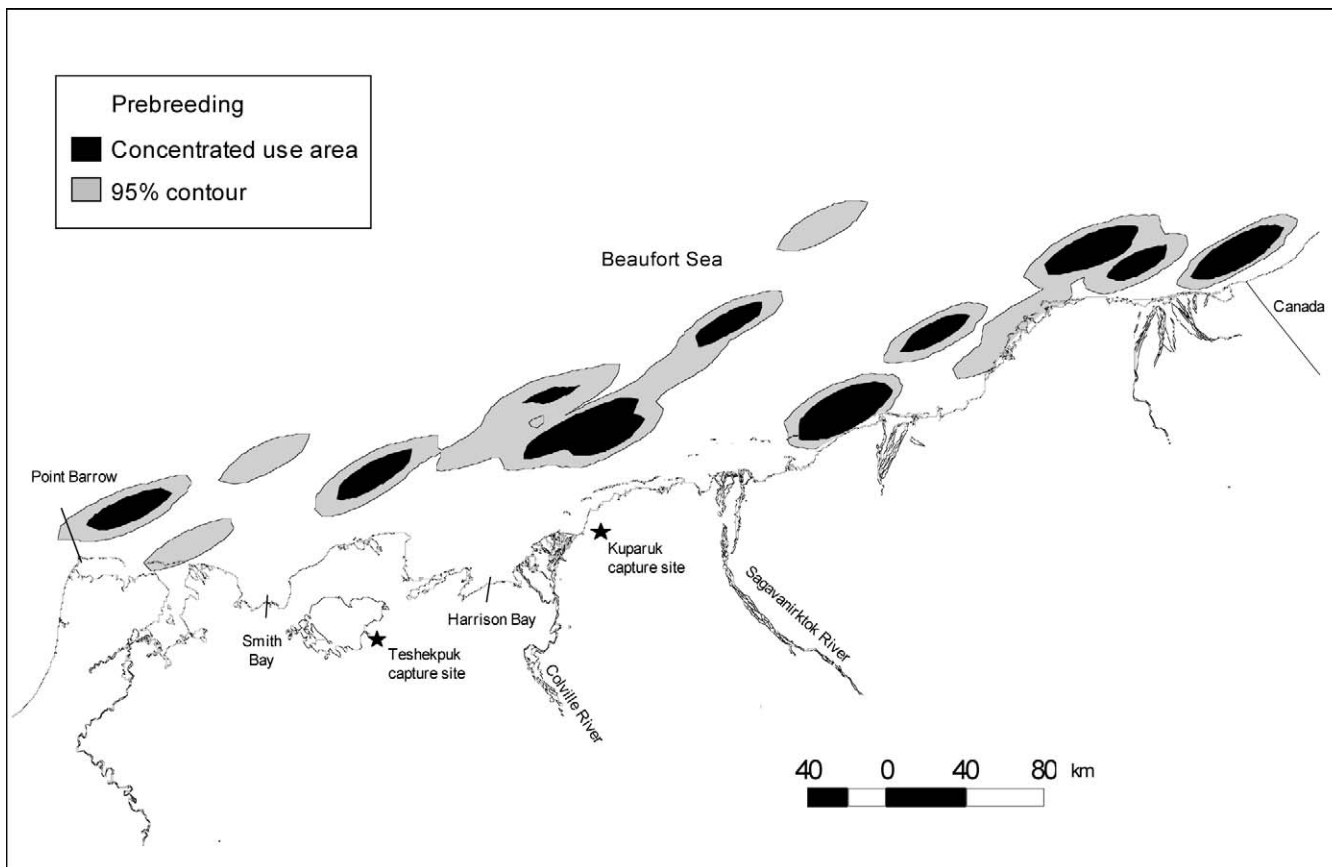 Prebreeding
Concentrated use area
95% contour
Beaufort Sea
Canada
Point Barrow
Kuparuk
capture site
Harrison Bay
Smith
Bay
Teshekpuk
capture site
Colville River
Sagavanirktok River
40 0 40 80 km